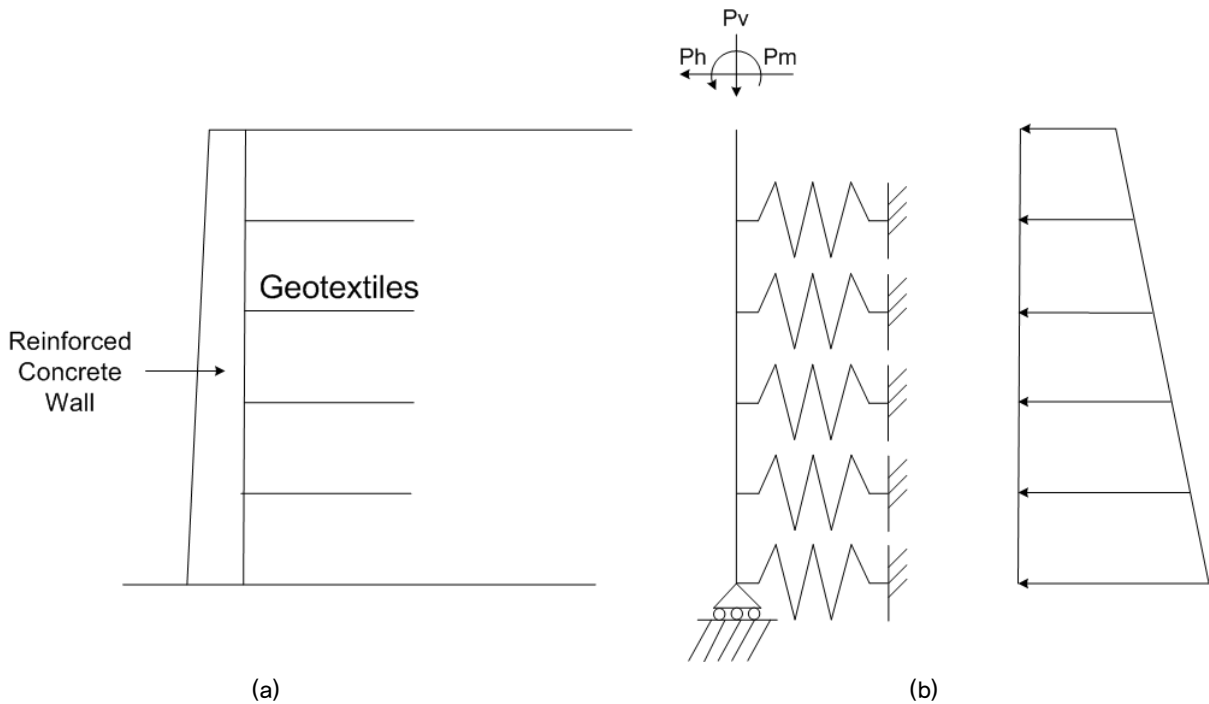 Pv
Ph
Pm
Geotextiles
Reinforced
Concrete
Wall
(a)
(b)